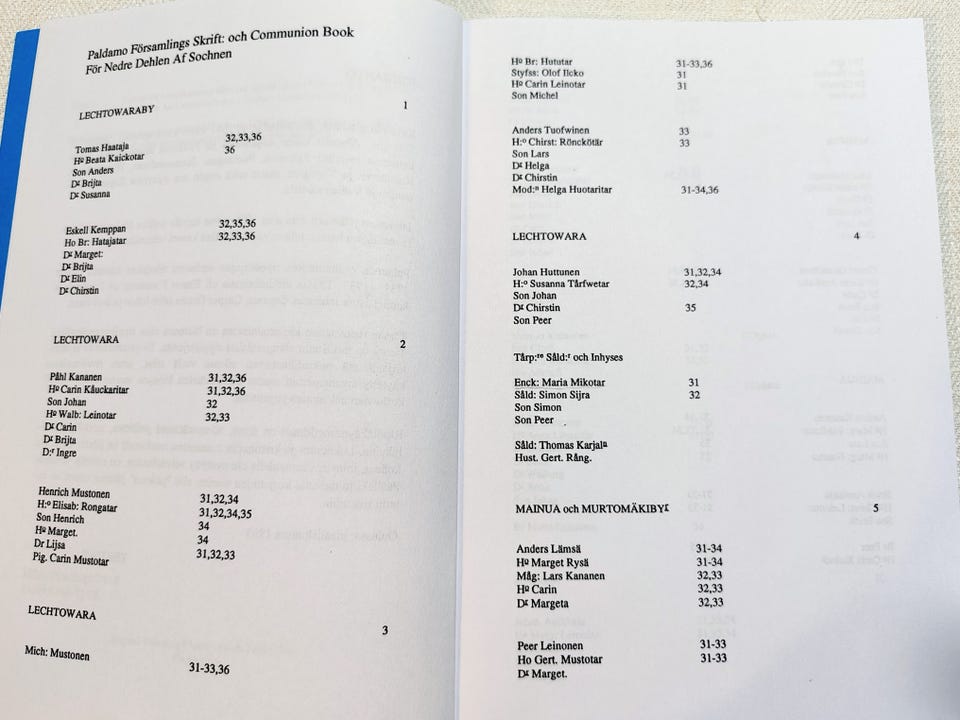 Paldamo Församlings Skrift: och Communion Book
För Nedre Dehlen Af Sochnen
LECHTOWARABY 1
Tomas Haataja 32,33,36
Hº Beata Kaickotar 36
Son Anders
Dr Brijta
Dr Susanna
Eskell Kemppan 32,35,36
Ho Br: Hatajatar 32,33,36
Dr Marget:
Dr Brijta
Dr Elin
Dr Chirstin
LECHTOWARA 2
Påhl Kananen 31,32,36
Hº Carin Kåuckaritar 31,32,36
Son Johan 32
Hº Walb: Leinotar 32,33
Dr Carin
Dr Brijta
D:r Ingre
Henrich Mustonen 31,32,34
H:º Elisab: Rongatar 31,32,34,35
Son Henrich 34
Hº Marget. 34
Dr Lijsa 31,32,33
Pig. Carin Mustotar
LECHTOWARA 3
Mich: Mustonen 31-33,36
Hº Br: Hututar 31-33,36
Styfss: Olof Ilcko 31
Hº Carin Leinotar 31
Son Michel
Anders Tuofwinen 33
H:º Chirst: Rönckötär 33
Son Lars
Dr Helga
Dr Chirstin
Mod:n Helga Huotaritar 31-34,36
LECHTOWARA 4
Johan Huttunen 31,32,34
H:º Susanna Tårfwetar 32,34
Son Johan
Dr Chirstin 35
Son Peer
Tårp:re Såld:r och Inhyses
Enck: Maria Mikotar 31
Såld: Simon Sijra 32
Son Simon
Son Peer
Såld: Thomas Karjala
Hust. Gert. Rång.
MAINUA och MURTOMÄKIBYr 5
Anders Lämsä 31-34
Hº Marget Rysä 31-34
Måg: Lars Kananen 32,33
Hº Carin 32,33
Dr Margeta 32,33
Peer Leinonen 31-33
Ho Gert. Mustotar 31-33
Dr Marget.